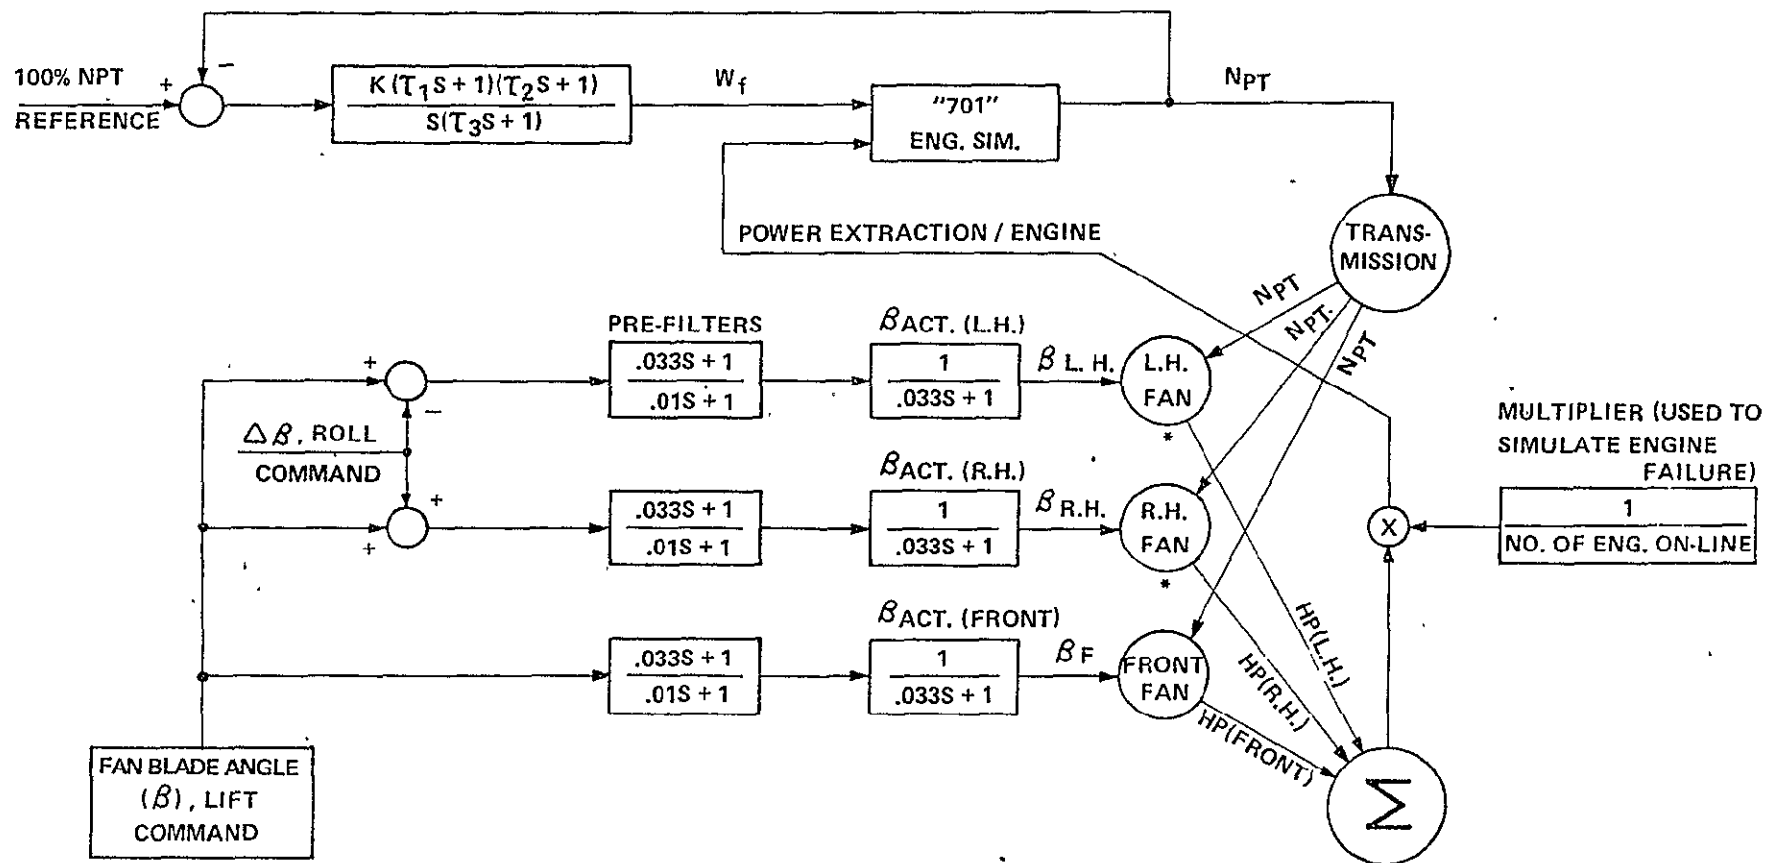 100% NPT
REFERENCE
+
−
K(τ1S + 1)(τ2S + 1)
S(τ3S + 1)
Wf
"701"
ENG. SIM.
NPT
POWER EXTRACTION / ENGINE
TRANS-
MISSION
NPT
NPT.
NPT
PRE-FILTERS
βACT. (L.H.)
+
−
.033S + 1
.01S + 1
1
.033S + 1
β L. H.
L.H.
FAN
*
Δβ, ROLL
COMMAND
MULTIPLIER (USED TO
SIMULATE ENGINE
FAILURE)
1
NO. OF ENG. ON-LINE
X
βACT. (R.H.)
+
+
.033S + 1
.01S + 1
1
.033S + 1
β R.H.
R.H.
FAN
*
βACT. (FRONT)
.033S + 1
.01S + 1
1
.033S + 1
β F
FRONT
FAN
HP(L.H.)
HP(R.H.)
HP(FRONT)
Σ
FAN BLADE ANGLE
(β), LIFT
COMMAND